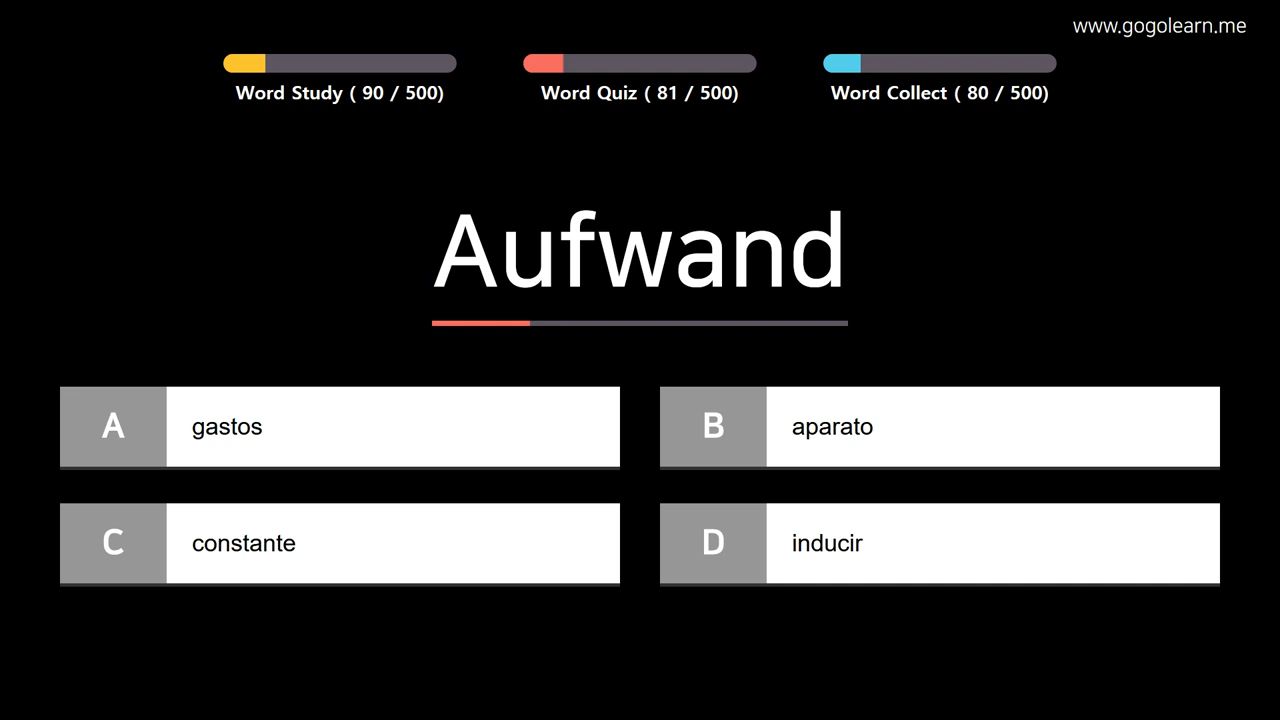 www.gogolearn.me
Word Study ( 90 / 500)
Word Quiz ( 81 / 500)
Word Collect ( 80 / 500)
Aufwand
A gastos
B aparato
C constante
D inducir